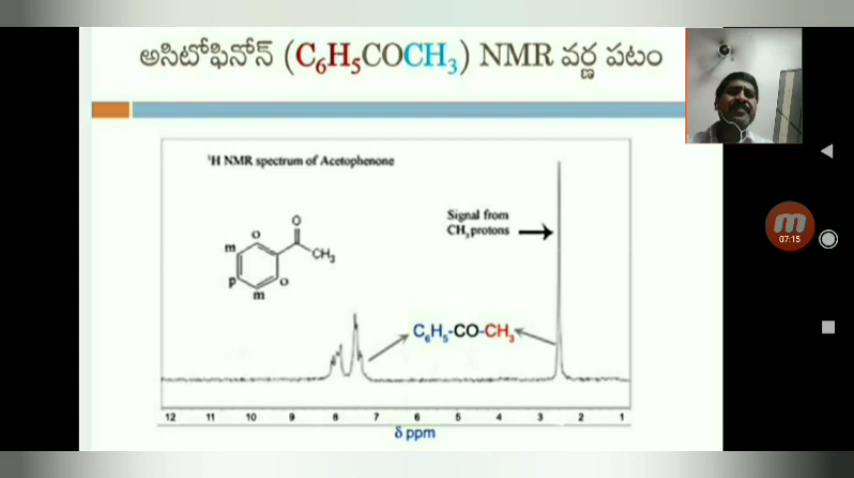 అసిటోఫినోన్ (C₆H₅COCH₃) NMR వర్ణ పటం
¹H NMR spectrum of Acetophenone
Signal from
CH₃ protons
O
o
m
CH₃
p
o
m
C₆H₅-CO-CH₃
12 11 10 9 8 7 6 5 4 3 2 1
δ ppm
m
07:15